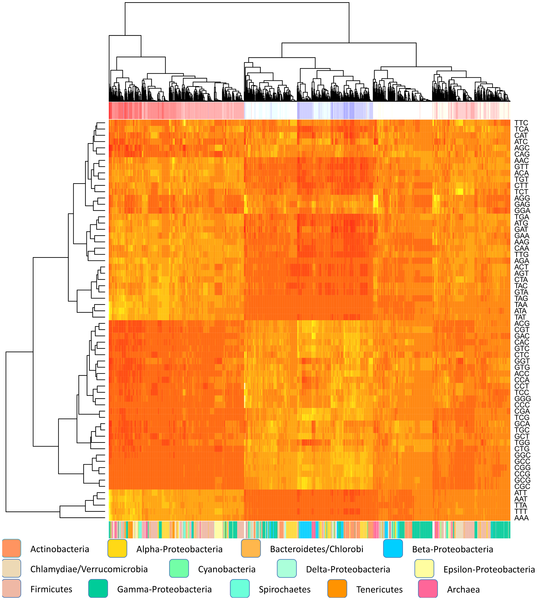 TTC
TCA
CAT
ATC
AGC
CAG
AAC
GTT
ACA
TGT
CTT
TCT
AGG
GAG
GGA
TGA
ATG
GAT
GAA
AAG
CAA
TTG
AGA
ACT
AGT
CTA
TAC
GTA
TAG
TAA
ATA
TAT
ACG
CGT
GAC
CAC
GTC
CTC
GGT
GTG
ACC
CCA
CCT
TCC
GGG
CCC
CGA
TCG
GCA
TGC
GCT
TGG
CTG
GGC
GCC
CGG
CCG
GCG
CGC
ATT
AAT
TTA
TTT
AAA
Actinobacteria Alpha-Proteobacteria Bacteroidetes/Chlorobi Beta-Proteobacteria
Chlamydiae/Verrucomicrobia Cyanobacteria Delta-Proteobacteria Epsilon-Proteobacteria
Firmicutes Gamma-Proteobacteria Spirochaetes Tenericutes Archaea